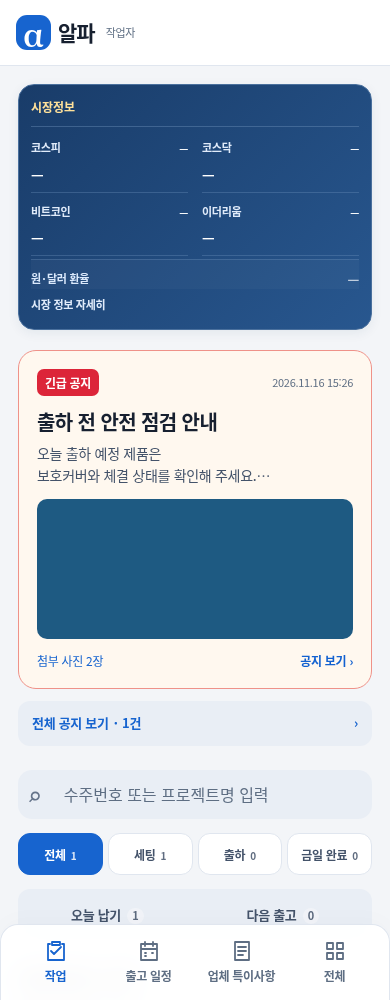 α 알파 작업자
시장정보
코스피 — 코스닥 —
— —
비트코인 — 이더리움 —
— —
원·달러 환율 —
시장 정보 자세히
긴급 공지 2026.11.16 15:26
출하 전 안전 점검 안내
오늘 출하 예정 제품은
보호커버와 체결 상태를 확인해 주세요.…
첨부 사진 2장 공지 보기 ›
전체 공지 보기 · 1건 ›
수주번호 또는 프로젝트명 입력
전체 1 세팅 1 출하 0 금일 완료 0
오늘 납기 1 다음 출고 0
작업 출고 일정 업체 특이사항 전체